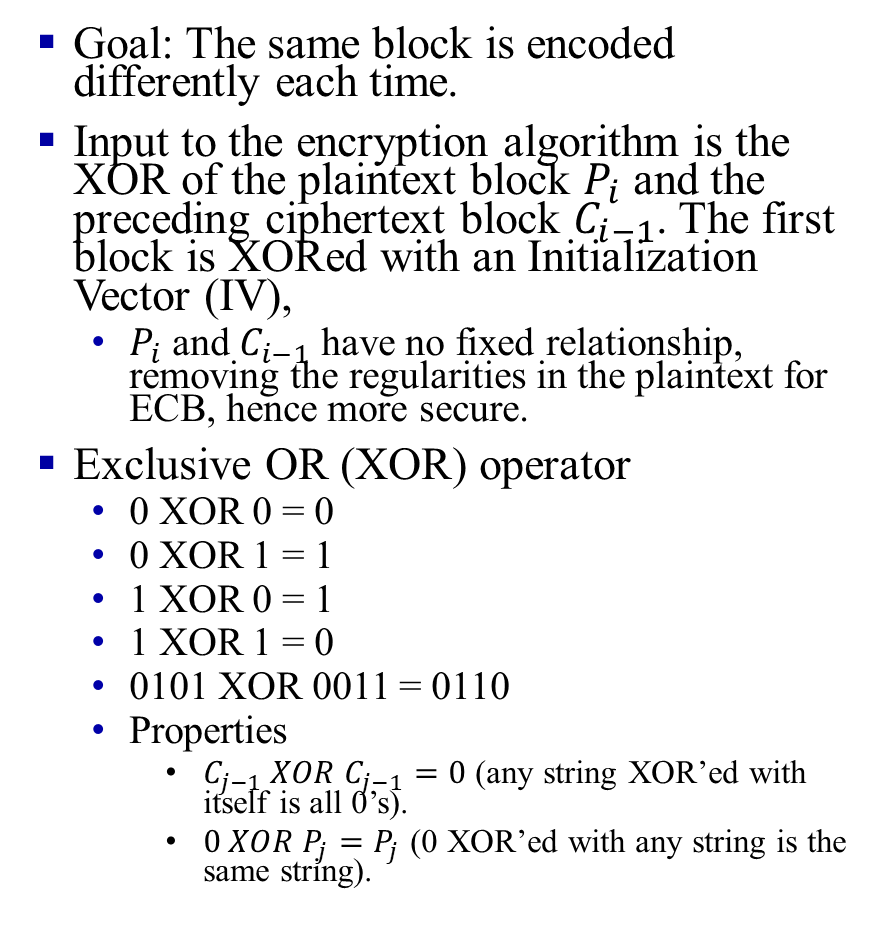 ▪ Goal: The same block is encoded
differently each time.
▪ Input to the encryption algorithm is the
XOR of the plaintext block 𝑃ᵢ and the
preceding ciphertext block 𝐶ᵢ₋₁. The first
block is XORed with an Initialization
Vector (IV),
• 𝑃ᵢ and 𝐶ᵢ₋₁ have no fixed relationship,
removing the regularities in the plaintext for
ECB, hence more secure.
▪ Exclusive OR (XOR) operator
• 0 XOR 0 = 0
• 0 XOR 1 = 1
• 1 XOR 0 = 1
• 1 XOR 1 = 0
• 0101 XOR 0011 = 0110
• Properties
• 𝐶ⱼ₋₁ 𝑋𝑂𝑅 𝐶ⱼ₋₁ = 0 (any string XOR’ed with
itself is all 0’s).
• 0 𝑋𝑂𝑅 𝑃ⱼ = 𝑃ⱼ (0 XOR’ed with any string is the
same string).